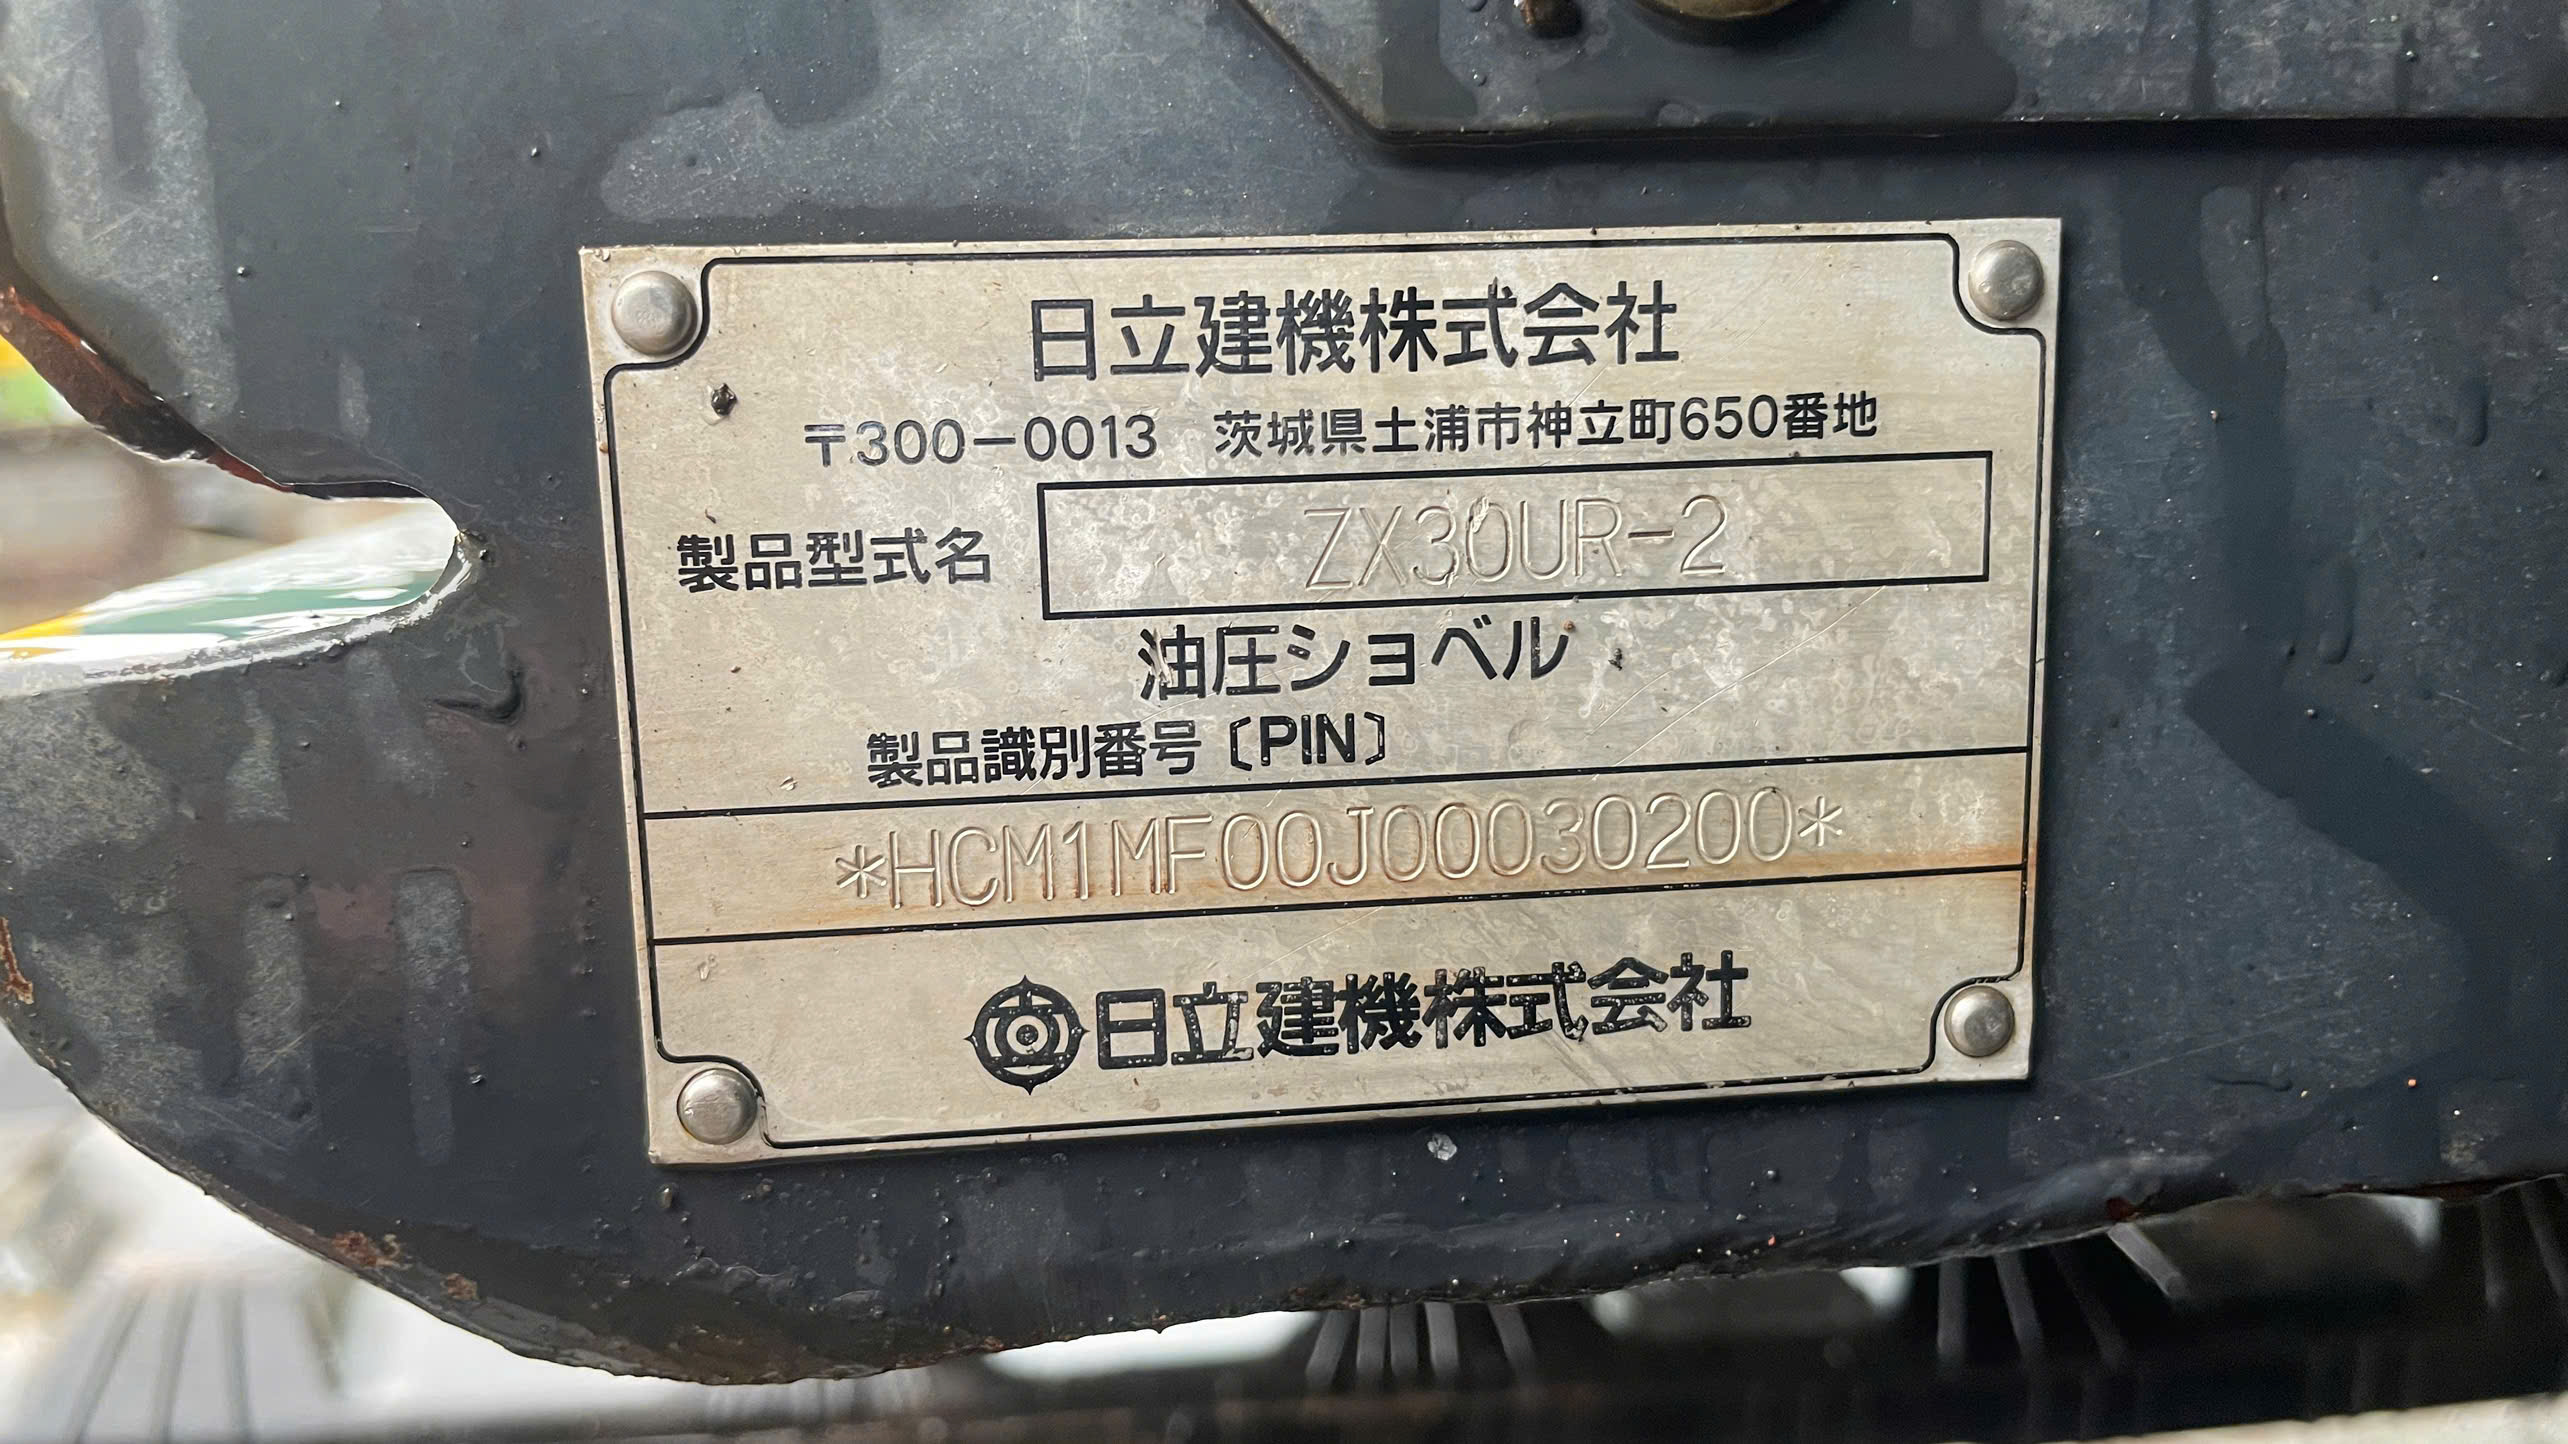 日立建機株式会社
〒300-0013 茨城県土浦市神立町650番地
製品型式名 ZX30UR-2
油圧ショベル
製品識別番号〔PIN〕
*HCM1MF00J00030200*
日立建機株式会社